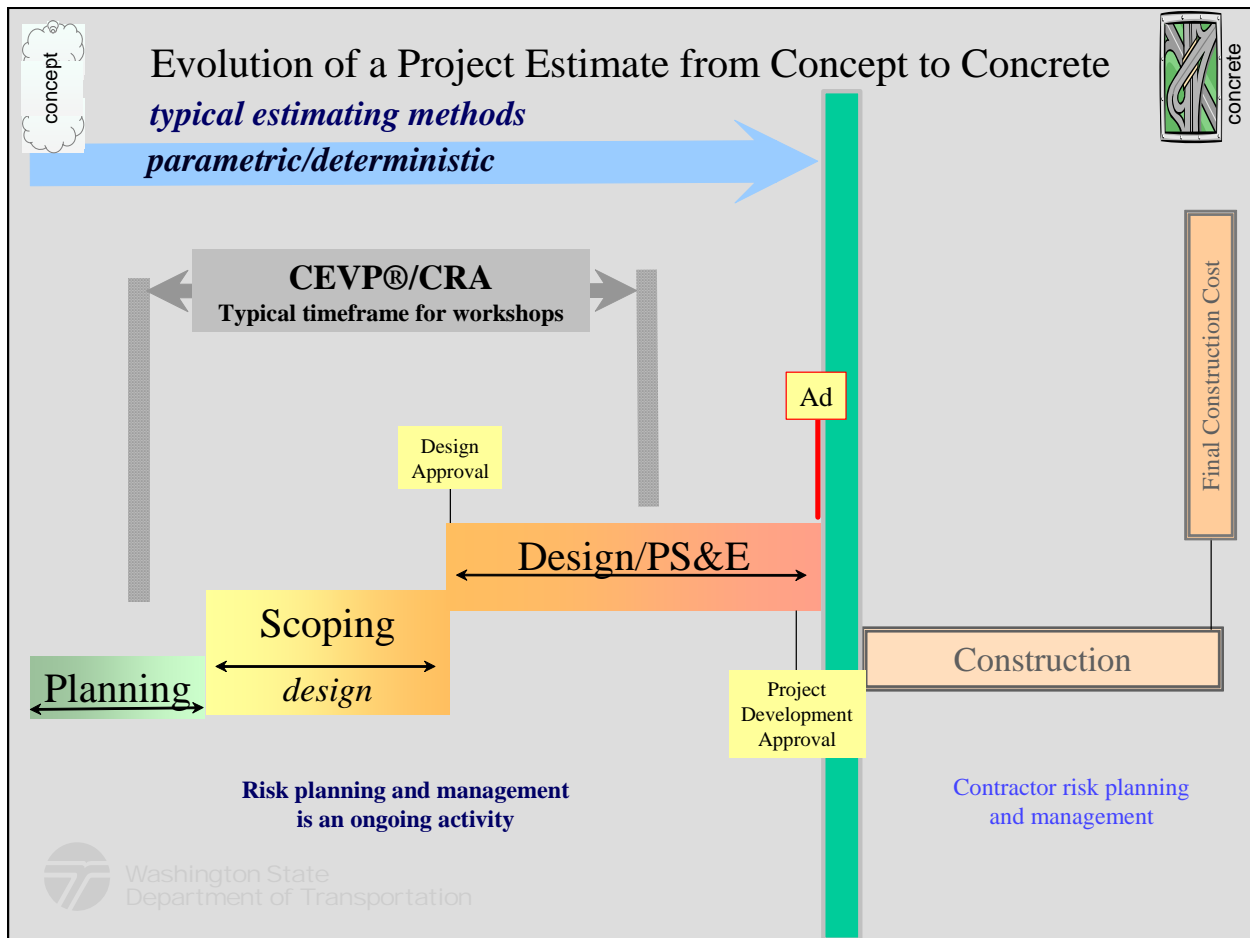 concept
Evolution of a Project Estimate from Concept to Concrete
concrete
typical estimating methods
parametric/deterministic
CEVP®/CRA
Typical timeframe for workshops
Final Construction Cost
Ad
Design
Approval
Design/PS&E
Scoping
design
Planning
Construction
Project
Development
Approval
Risk planning and management
is an ongoing activity
Contractor risk planning
and management
Washington State
Department of Transportation